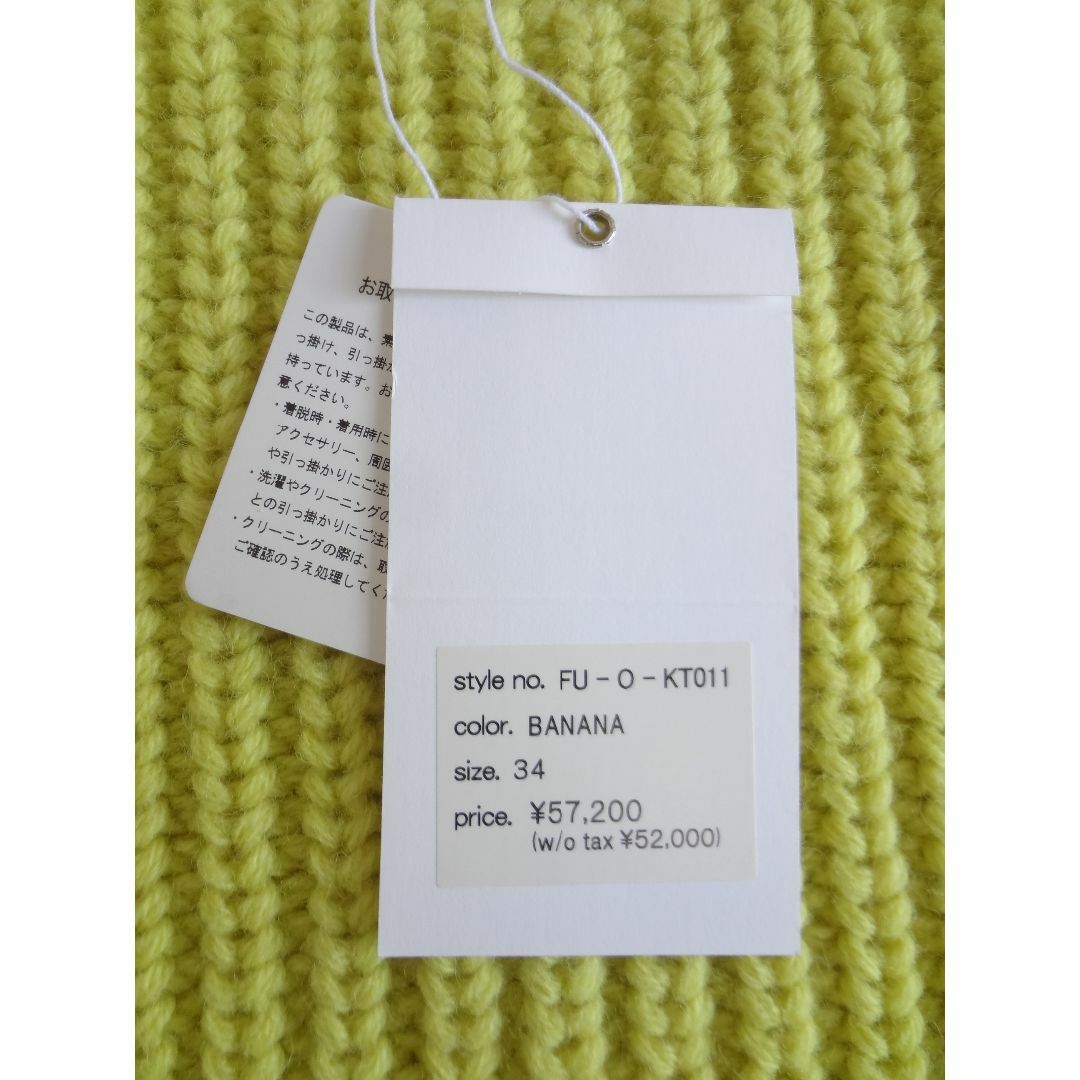 お取
この製品は、素
っ掛け、引っ掛か
持っています。お
意ください。
・着脱時・着用時に
アクセサリー、周囲
や引っ掛かりにご注
・洗濯やクリーニングの
との引っ掛かりにご注
・クリーニングの際は、取
ご確認のうえ処理してくだ
style no. FU - O - KT011
color. BANANA
size. 34
price. ¥57,200
(w/o tax ¥52,000)